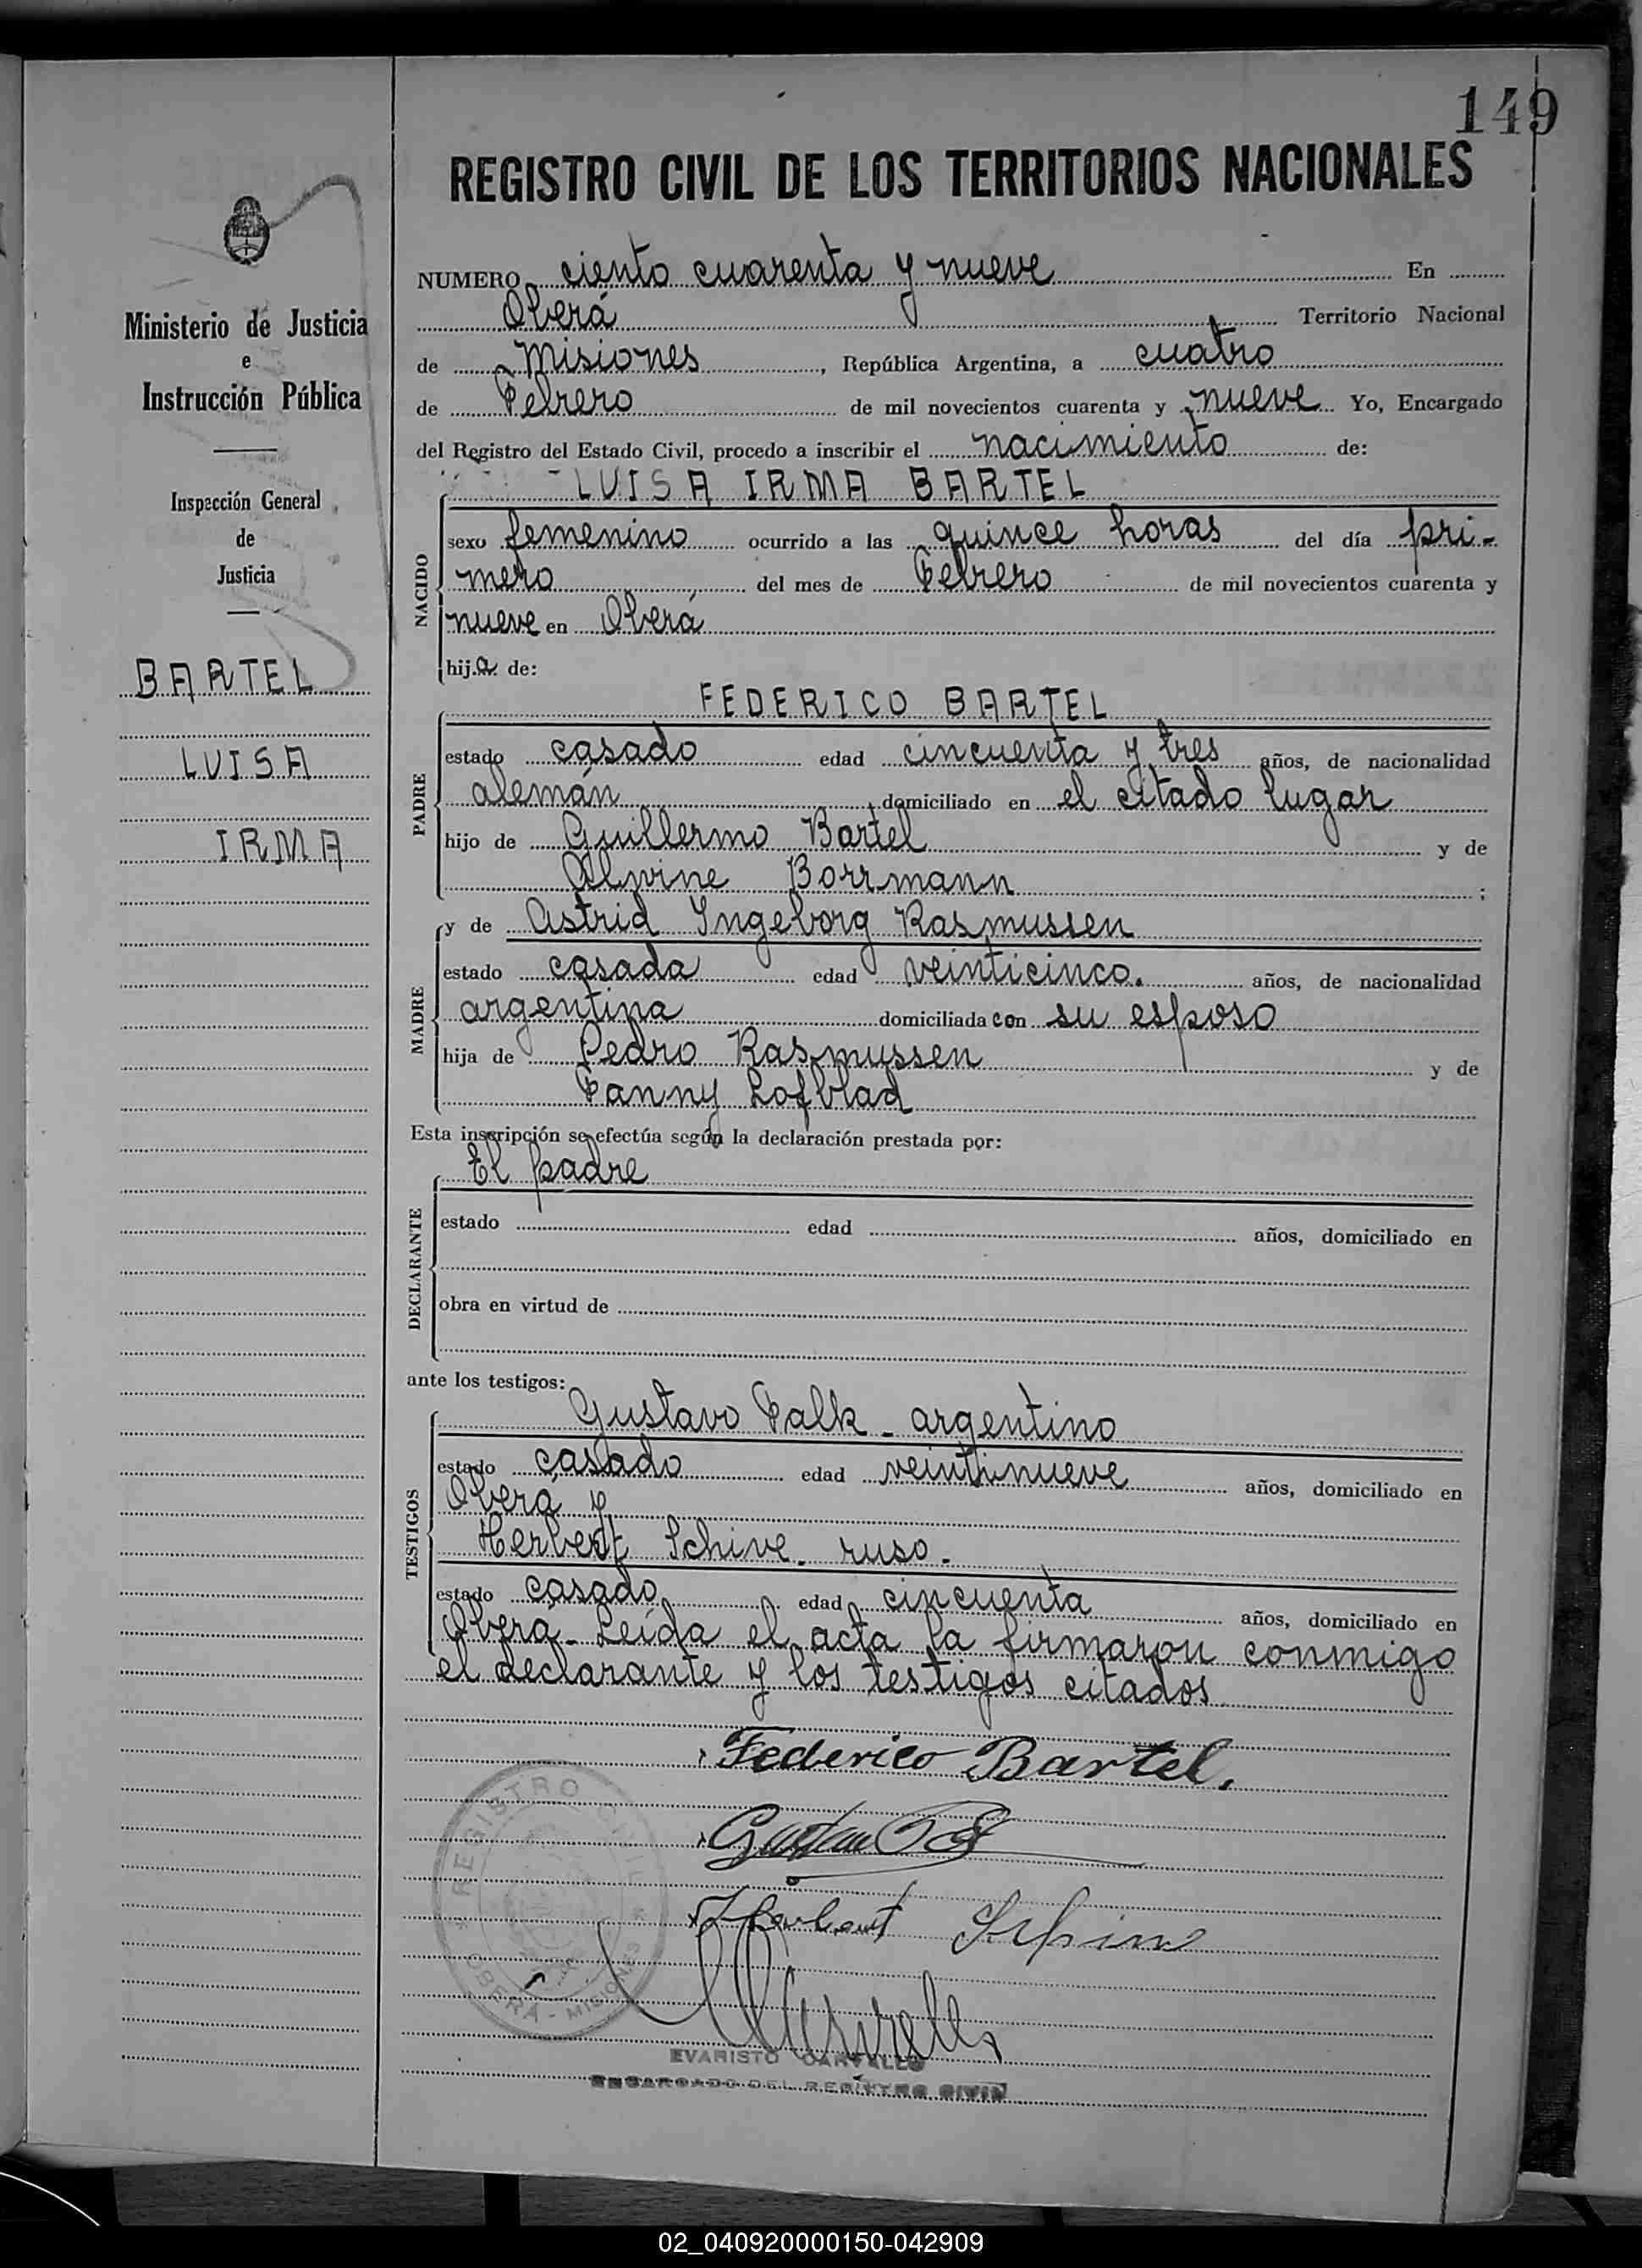 149
REGISTRO CIVIL DE LOS TERRITORIOS NACIONALES
Ministerio de Justicia
e
Instrucción Pública
Inspección General
de
Justicia
BARTEL
LUISA
IRMA
NUMERO ciento cuarenta y nueve En
Oberá Territorio Nacional
de Misiones, República Argentina, a cuatro
de Febrero de mil novecientos cuarenta y nueve Yo, Encargado
del Registro del Estado Civil, procedo a inscribir el nacimiento de:
LUISA IRMA BARTEL
NACIDO
sexo femenino ocurrido a las quince horas del día pri-
mero del mes de Febrero de mil novecientos cuarenta y
nueve en Oberá
hija de:
FEDERICO BARTEL
PADRE
estado casado edad cincuenta y tres años, de nacionalidad
alemán domiciliado en el citado lugar
hijo de Guillermo Bartel y de
Alwine Borrmann;
y de Astrid Ingeborg Rasmussen
MADRE
estado casada edad veinticinco. años, de nacionalidad
argentina domiciliada con su esposo
hija de Pedro Rasmussen y de
Fanny Lofblad
Esta inscripción se efectúa según la declaración prestada por:
El padre
DECLARANTE
estado edad años, domiciliado en
obra en virtud de
ante los testigos:
Gustavo Falk - argentino
TESTIGOS
estado casado edad veintinueve años, domiciliado en
Oberá y
Herbert Schive - ruso.
estado casado edad cincuenta años, domiciliado en
Oberá - Leída el acta la firmaron conmigo
el declarante y los testigos citados
Federico Bartel.
REGISTRO CIVIL
OBERÁ - MISIONES
Herbert
EVARISTO CARVALLO
ENCARGADO DEL REGISTRO CIVIL
02_040920000150-042909